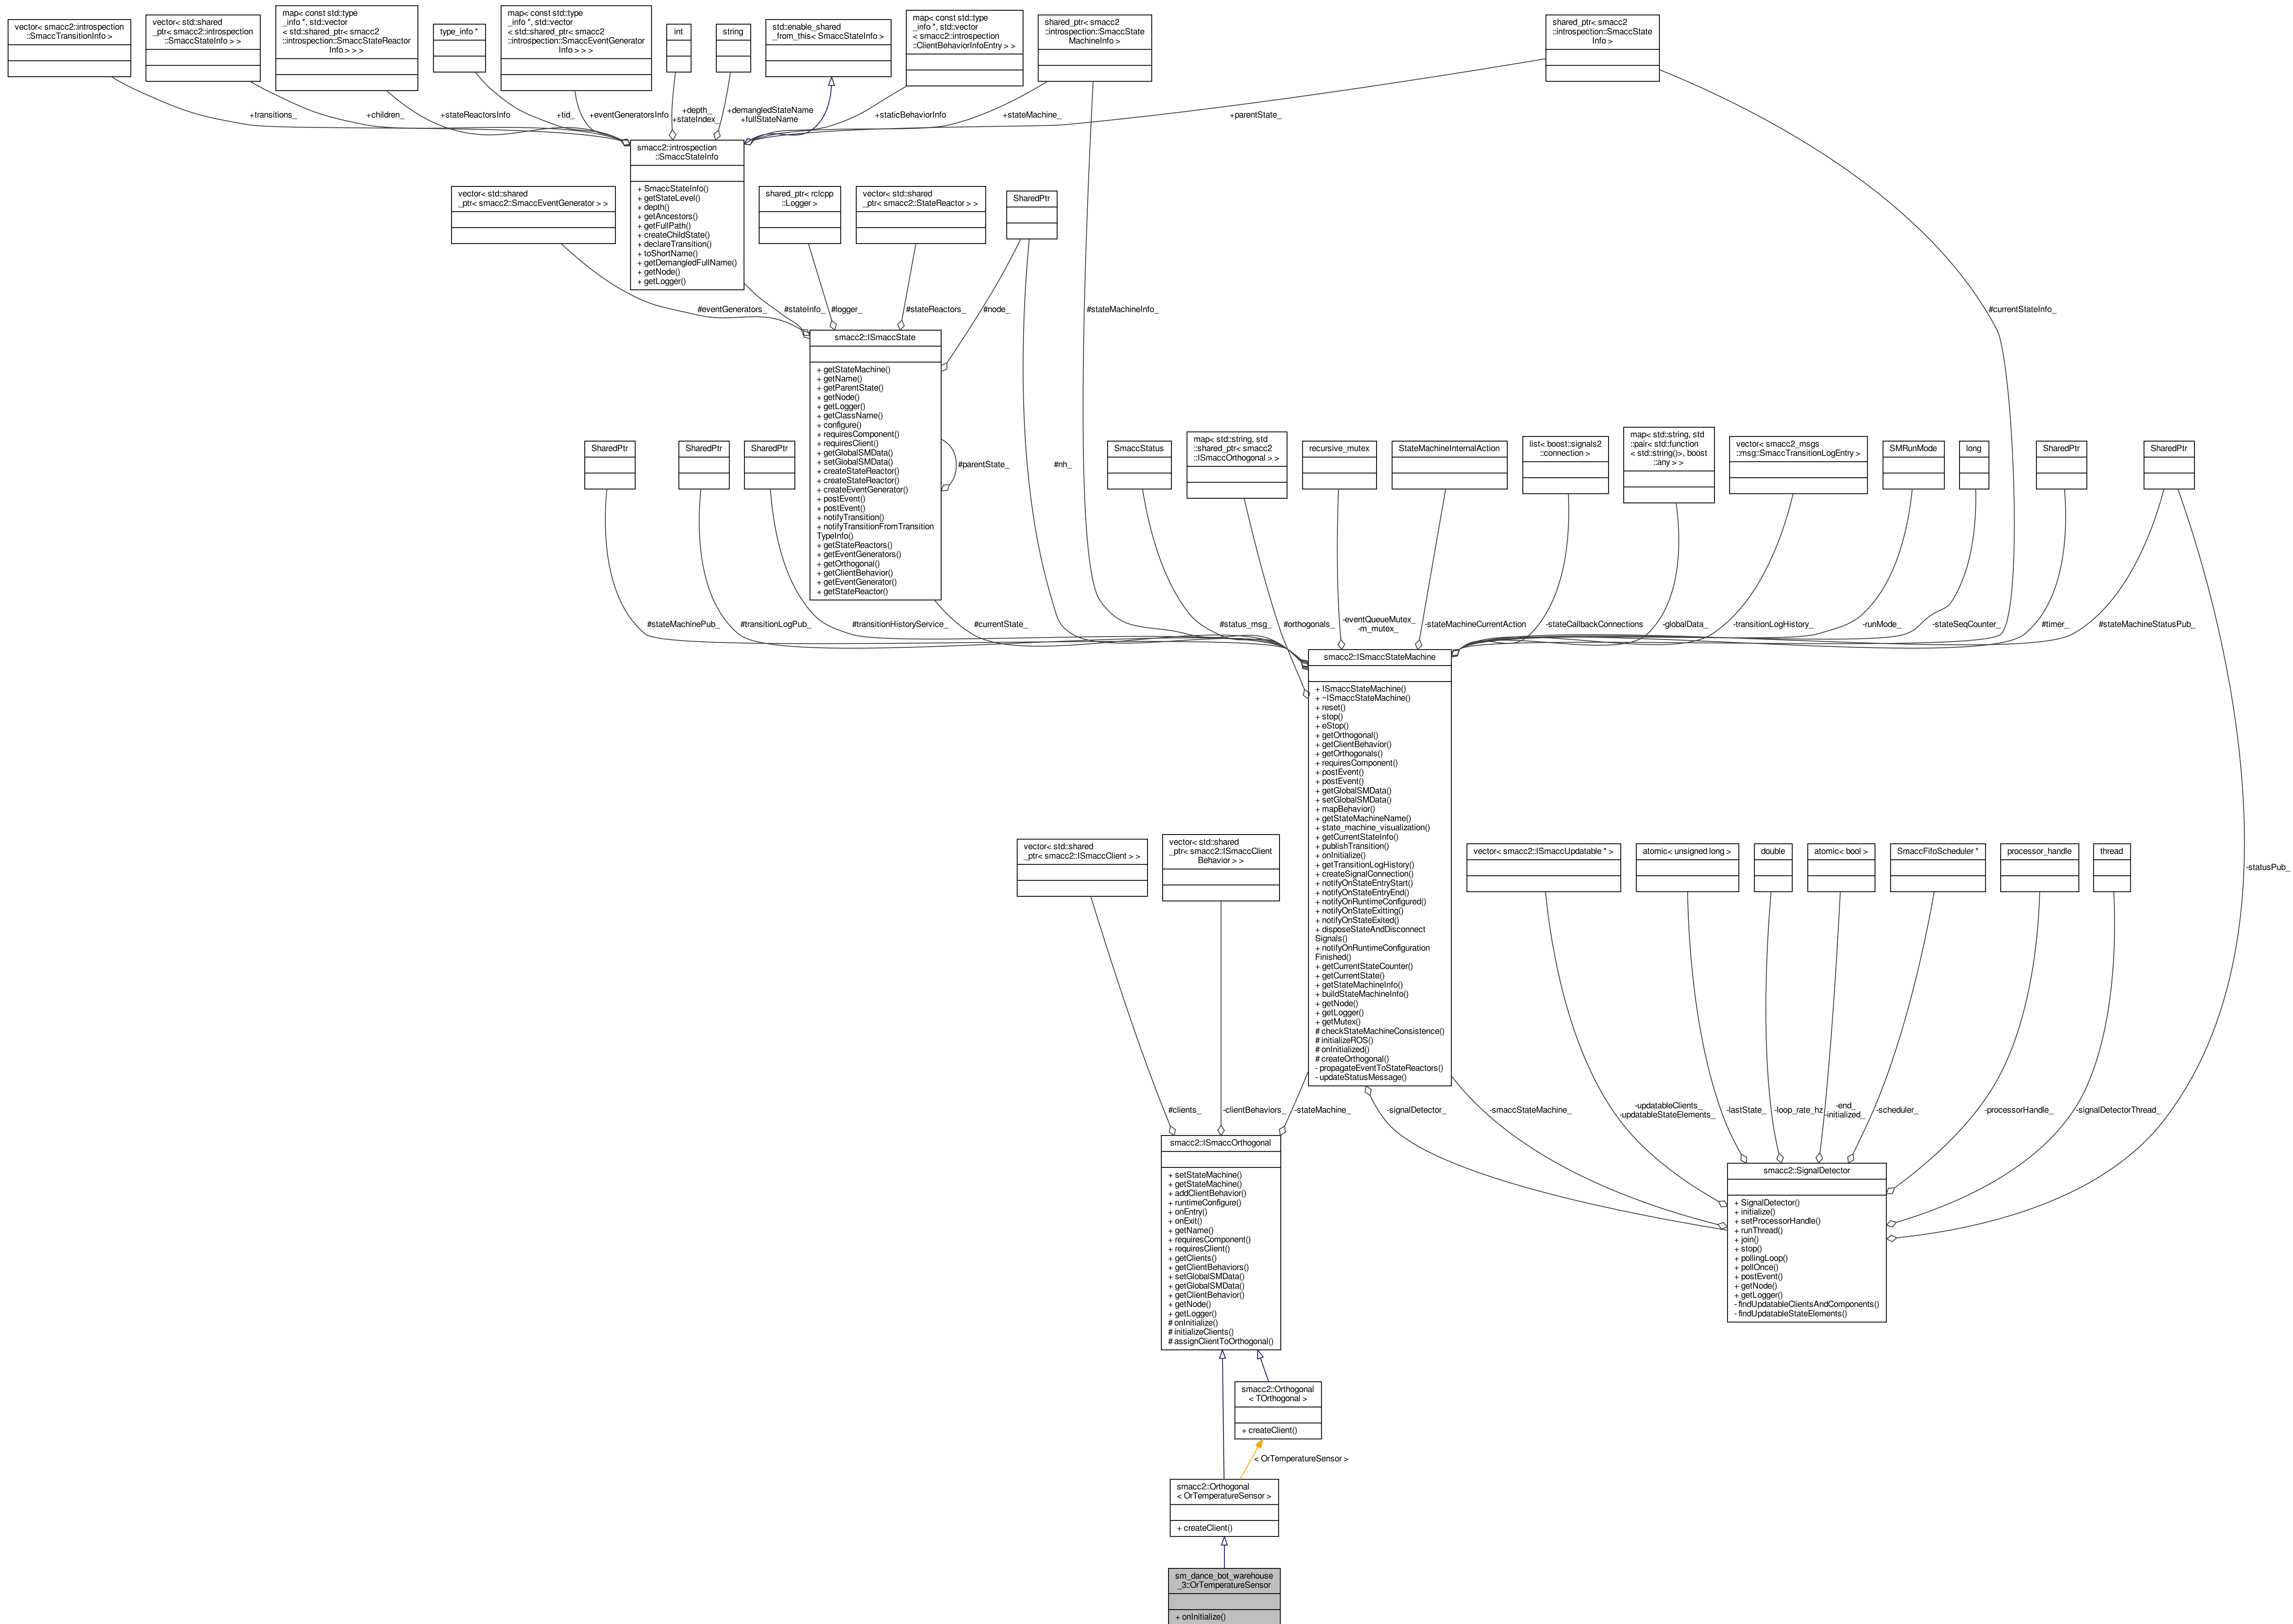 vector< smacc2::introspection
::SmaccTransitionInfo >
vector< std::shared
_ptr< smacc2::introspection
::SmaccStateInfo > >
map< const std::type
_info *, std::vector
< std::shared_ptr< smacc2
::introspection::SmaccStateReactor
Info > > >
type_info *
map< const std::type
_info *, std::vector
< std::shared_ptr< smacc2
::introspection::SmaccEventGenerator
Info > > >
int
string
std::enable_shared
_from_this< SmaccStateInfo >
map< const std::type
_info *, std::vector
< smacc2::introspection
::ClientBehaviorInfoEntry > >
shared_ptr< smacc2
::introspection::SmaccState
MachineInfo >
shared_ptr< smacc2
::introspection::SmaccState
Info >
+transitions_
+children_
+stateReactorsInfo
+tid_
+eventGeneratorsInfo
+depth_
+stateIndex_
+demangledStateName
+fullStateName
+staticBehaviorInfo
+stateMachine_
+parentState_
smacc2::introspection
::SmaccStateInfo
+ SmaccStateInfo()
+ getStateLevel()
+ depth()
+ getAncestors()
+ getFullPath()
+ createChildState()
+ declareTransition()
+ toShortName()
+ getDemangledFullName()
+ getNode()
+ getLogger()
vector< std::shared
_ptr< smacc2::SmaccEventGenerator > >
shared_ptr< rclcpp
::Logger >
vector< std::shared
_ptr< smacc2::StateReactor > >
SharedPtr
#eventGenerators_
#stateInfo_
#logger_
#stateReactors_
#node_
#stateMachineInfo_
#currentStateInfo_
smacc2::ISmaccState
+ getStateMachine()
+ getName()
+ getParentState()
+ getNode()
+ getLogger()
+ getClassName()
+ configure()
+ requiresComponent()
+ requiresClient()
+ getGlobalSMData()
+ setGlobalSMData()
+ createStateReactor()
+ createStateReactor()
+ createEventGenerator()
+ postEvent()
+ postEvent()
+ notifyTransition()
+ notifyTransitionFromTransition
TypeInfo()
+ getStateReactors()
+ getEventGenerators()
+ getOrthogonal()
+ getClientBehavior()
+ getEventGenerator()
+ getStateReactor()
#parentState_
#nh_
SharedPtr
SharedPtr
SharedPtr
SmaccStatus
map< std::string, std
::shared_ptr< smacc2
::ISmaccOrthogonal > >
recursive_mutex
StateMachineInternalAction
list< boost::signals2
::connection >
map< std::string, std
::pair< std::function
< std::string()>, boost
::any > >
vector< smacc2_msgs
::msg::SmaccTransitionLogEntry >
SMRunMode
long
SharedPtr
SharedPtr
#stateMachinePub_
#transitionLogPub_
#transitionHistoryService_
#currentState_
#status_msg_
#orthogonals_
-eventQueueMutex_
-m_mutex_
-stateMachineCurrentAction
-stateCallbackConnections
-globalData_
-transitionLogHistory_
-runMode_
-stateSeqCounter_
#timer_
#stateMachineStatusPub_
smacc2::ISmaccStateMachine
+ ISmaccStateMachine()
+ ~ISmaccStateMachine()
+ reset()
+ stop()
+ eStop()
+ getOrthogonal()
+ getClientBehavior()
+ getOrthogonals()
+ requiresComponent()
+ postEvent()
+ postEvent()
+ getGlobalSMData()
+ setGlobalSMData()
+ mapBehavior()
+ getStateMachineName()
+ state_machine_visualization()
+ getCurrentStateInfo()
+ publishTransition()
+ onInitialize()
+ getTransitionLogHistory()
+ createSignalConnection()
+ notifyOnStateEntryStart()
+ notifyOnStateEntryEnd()
+ notifyOnRuntimeConfigured()
+ notifyOnStateExitting()
+ notifyOnStateExited()
+ disposeStateAndDisconnect
Signals()
+ notifyOnRuntimeConfiguration
Finished()
+ getCurrentStateCounter()
+ getCurrentState()
+ getStateMachineInfo()
+ buildStateMachineInfo()
+ getNode()
+ getLogger()
+ getMutex()
# checkStateMachineConsistence()
# initializeROS()
# onInitialized()
# createOrthogonal()
- propagateEventToStateReactors()
- updateStatusMessage()
vector< std::shared
_ptr< smacc2::ISmaccClient > >
vector< std::shared
_ptr< smacc2::ISmaccClient
Behavior > >
vector< smacc2::ISmaccUpdatable * >
atomic< unsigned long >
double
atomic< bool >
SmaccFifoScheduler *
processor_handle
thread
-statusPub_
#clients_
-clientBehaviors_
-stateMachine_
-signalDetector_
-smaccStateMachine_
-updatableClients_
-updatableStateElements_
-lastState_
-loop_rate_hz
-end_
-initialized_
-scheduler_
-processorHandle_
-signalDetectorThread_
smacc2::ISmaccOrthogonal
+ setStateMachine()
+ getStateMachine()
+ addClientBehavior()
+ runtimeConfigure()
+ onEntry()
+ onExit()
+ getName()
+ requiresComponent()
+ requiresClient()
+ getClients()
+ getClientBehaviors()
+ setGlobalSMData()
+ getGlobalSMData()
+ getClientBehavior()
+ getNode()
+ getLogger()
# onInitialize()
# initializeClients()
# assignClientToOrthogonal()
smacc2::SignalDetector
+ SignalDetector()
+ initialize()
+ setProcessorHandle()
+ runThread()
+ join()
+ stop()
+ pollingLoop()
+ pollOnce()
+ postEvent()
+ getNode()
+ getLogger()
- findUpdatableClientsAndComponents()
- findUpdatableStateElements()
smacc2::Orthogonal
< TOrthogonal >
+ createClient()
< OrTemperatureSensor >
smacc2::Orthogonal
< OrTemperatureSensor >
+ createClient()
sm_dance_bot_warehouse
_3::OrTemperatureSensor
+ onInitialize()